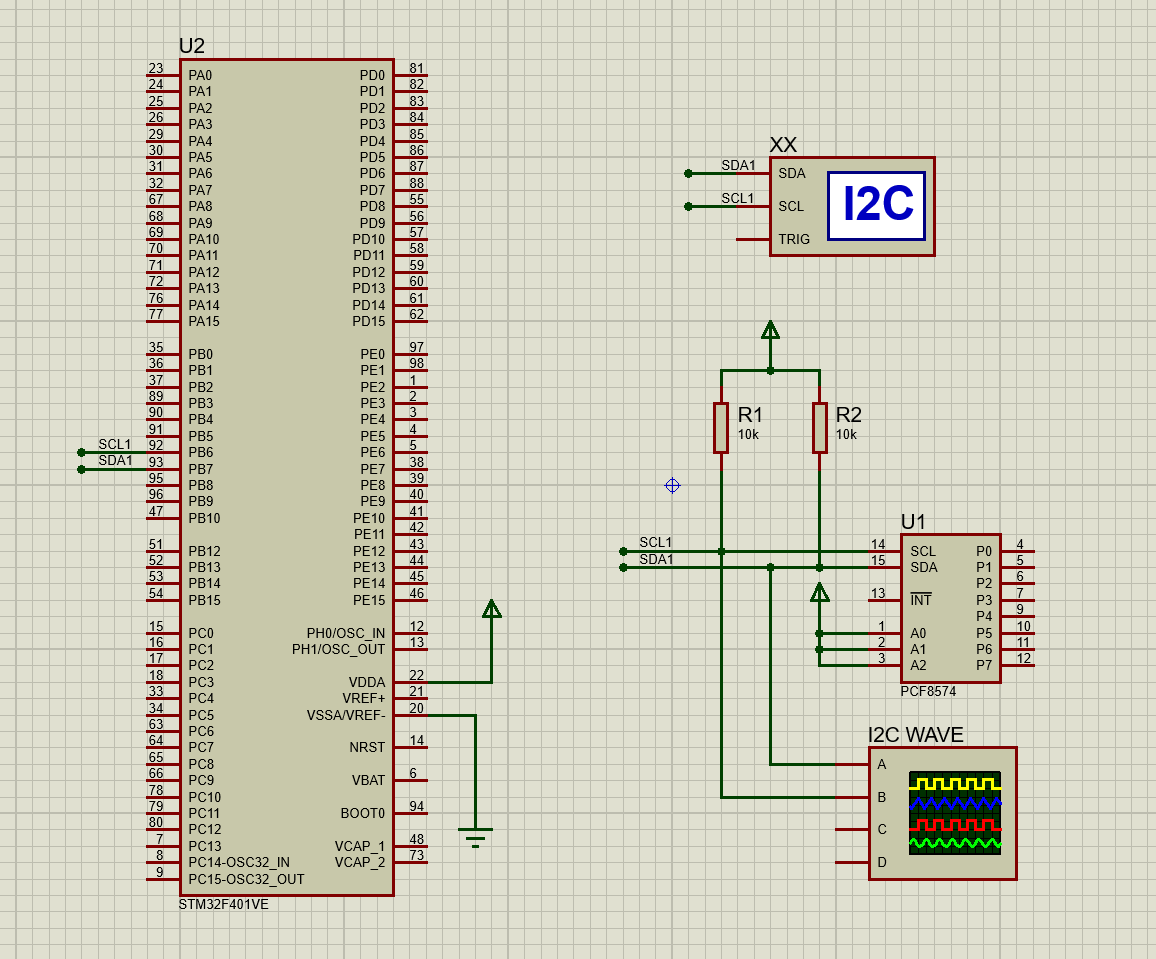 U2
23 PA0 PD0 81
24 PA1 PD1 82
25 PA2 PD2 83
26 PA3 PD3 84
29 PA4 PD4 85
30 PA5 PD5 86
31 PA6 PD6 87
32 PA7 PD7 88
67 PA8 PD8 55
68 PA9 PD9 56
69 PA10 PD10 57
70 PA11 PD11 58
71 PA12 PD12 59
72 PA13 PD13 60
76 PA14 PD14 61
77 PA15 PD15 62
35 PB0 PE0 97
36 PB1 PE1 98
37 PB2 PE2 1
89 PB3 PE3 2
90 PB4 PE4 3
91 PB5 PE5 4
SCL1 92 PB6 PE6 5
SDA1 93 PB7 PE7 38
95 PB8 PE8 39
96 PB9 PE9 40
47 PB10 PE10 41
PE11 42
51 PB12 PE12 43
52 PB13 PE13 44
53 PB14 PE14 45
54 PB15 PE15 46
15 PC0 PH0/OSC_IN 12
16 PC1 PH1/OSC_OUT 13
17 PC2
18 PC3 VDDA 22
33 PC4 VREF+ 21
34 PC5 VSSA/VREF- 20
63 PC6
64 PC7 NRST 14
65 PC8
66 PC9 VBAT 6
78 PC10
79 PC11 BOOT0 94
80 PC12
7 PC13 VCAP_1 48
8 PC14-OSC32_IN VCAP_2 73
9 PC15-OSC32_OUT
STM32F401VE
XX
SDA1 SDA
SCL1 SCL
TRIG
I2C
R1
10k
R2
10k
U1
SCL1 14 SCL P0 4
SDA1 15 SDA P1 5
P2 6
13 INT P3 7
P4 9
1 A0 P5 10
2 A1 P6 11
3 A2 P7 12
PCF8574
I2C WAVE
A
B
C
D